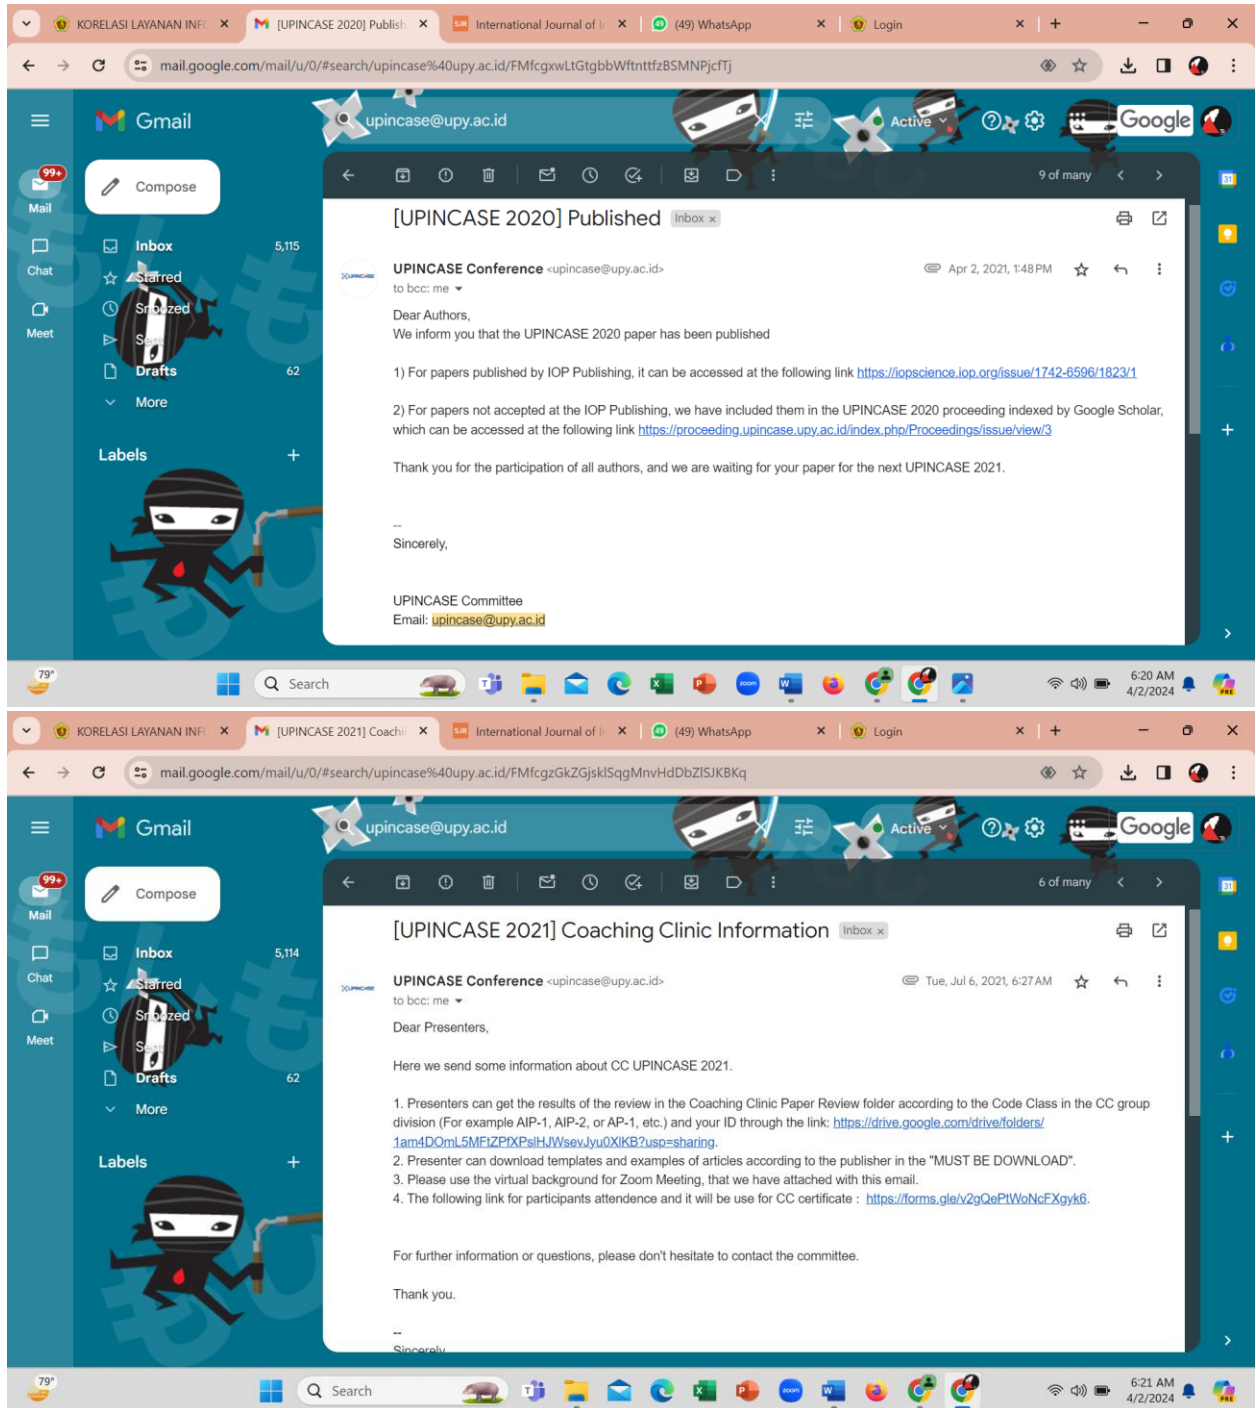 KORELASI LAYANAN INF
[UPINCASE 2020] Publish
SJR International Journal of I
(49) WhatsApp
Login
mail.google.com/mail/u/0/#search/upincase%40upy.ac.id/FMfcgxwLtGtgbbWftnttfzBSMNPjcfTj
Gmail
upincase@upy.ac.id
Active
Google
99+
Mail
Compose
9 of many
31
[UPINCASE 2020] Published Inbox x
Chat
Inbox 5,115
Starred
UPINCASE Conference <upincase@upy.ac.id> Apr 2, 2021, 1:48 PM
to bcc: me
Snoozed
Meet
Dear Authors,
We inform you that the UPINCASE 2020 paper has been published
Drafts 62
1) For papers published by IOP Publishing, it can be accessed at the following link https://iopscience.iop.org/issue/1742-6596/1823/1
More
2) For papers not accepted at the IOP Publishing, we have included them in the UPINCASE 2020 proceeding indexed by Google Scholar,
which can be accessed at the following link https://proceeding.upincase.upy.ac.id/index.php/Proceedings/issue/view/3
Labels
Thank you for the participation of all authors, and we are waiting for your paper for the next UPINCASE 2021.
--
Sincerely,
UPINCASE Committee
Email: upincase@upy.ac.id
79°
Search
6:20 AM
4/2/2024
KORELASI LAYANAN INF
[UPINCASE 2021] Coachi
SJR International Journal of I
(49) WhatsApp
Login
mail.google.com/mail/u/0/#search/upincase%40upy.ac.id/FMfcgzGkZGjsklSqgMnvHdDbZlSJKBKq
Gmail
upincase@upy.ac.id
Active
Google
99+
Mail
Compose
6 of many
31
[UPINCASE 2021] Coaching Clinic Information Inbox x
Chat
Inbox 5,114
Starred
UPINCASE Conference <upincase@upy.ac.id> Tue, Jul 6, 2021, 6:27 AM
to bcc: me
Snoozed
Meet
Dear Presenters,
Here we send some information about CC UPINCASE 2021.
Drafts 62
More
1. Presenters can get the results of the review in the Coaching Clinic Paper Review folder according to the Code Class in the CC group
division (For example AIP-1, AIP-2, or AP-1, etc.) and your ID through the link: https://drive.google.com/drive/folders/
1am4DOmL5MFtZPfXPslHJWsevJyu0XlKB?usp=sharing.
Labels
2. Presenter can download templates and examples of articles according to the publisher in the "MUST BE DOWNLOAD".
3. Please use the virtual background for Zoom Meeting, that we have attached with this email.
4. The following link for participants attendence and it will be use for CC certificate : https://forms.gle/v2gQePtWoNcFXgyk6.
For further information or questions, please don't hesitate to contact the committee.
Thank you.
--
Sincerely
79°
Search
6:21 AM
4/2/2024